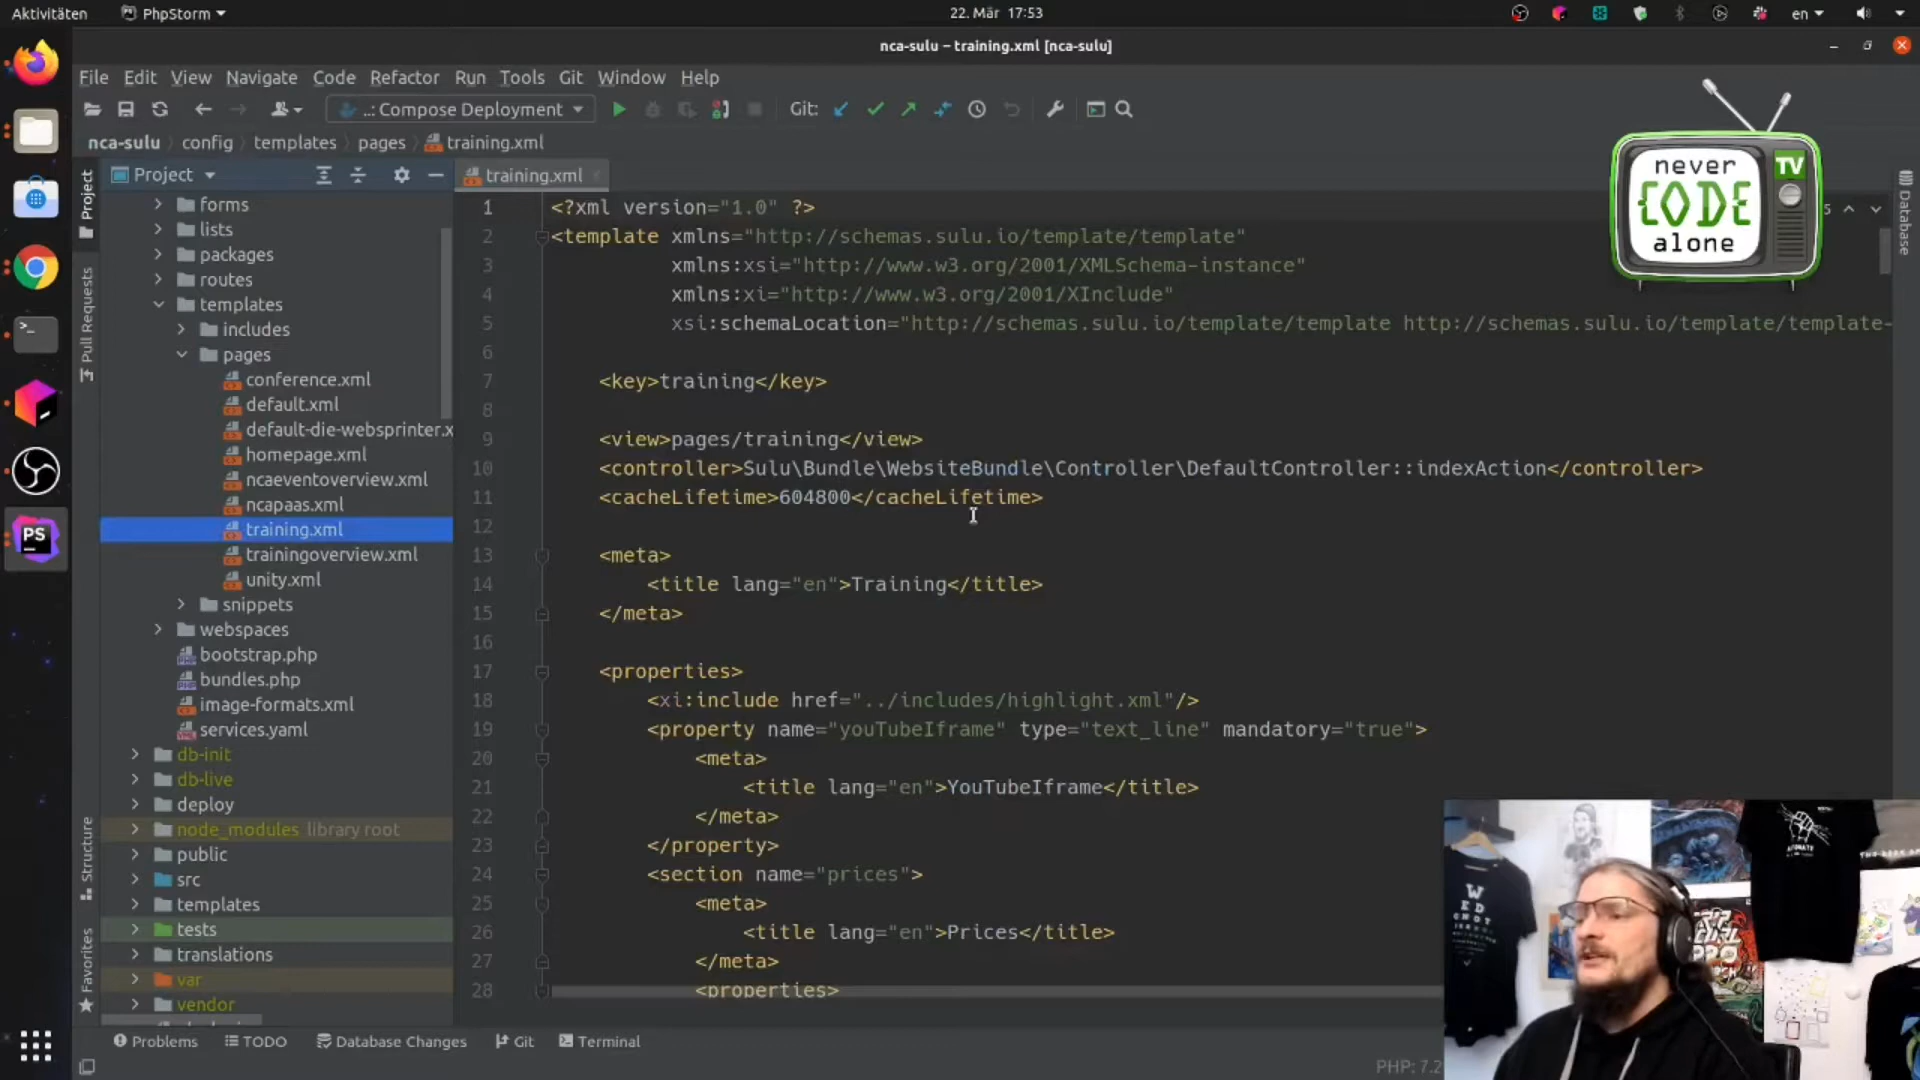 Aktivitäten
PhpStorm
22. Mär 17:53
en
nca-sulu – training.xml [nca-sulu]
File Edit View Navigate Code Refactor Run Tools Git Window Help
..: Compose Deployment
Git:
nca-sulu config templates pages training.xml
Project
training.xml
Project
Pull Requests
Structure
Favorites
forms
lists
packages
routes
templates
includes
pages
conference.xml
default.xml
default-die-websprinter.x
homepage.xml
ncaeventoverview.xml
ncapaas.xml
training.xml
trainingoverview.xml
unity.xml
snippets
webspaces
bootstrap.php
bundles.php
image-formats.xml
services.yaml
db-init
db-live
deploy
node_modules library root
public
src
templates
tests
translations
var
vendor
1 <?xml version="1.0" ?>
2 <template xmlns="http://schemas.sulu.io/template/template"
3 xmlns:xsi="http://www.w3.org/2001/XMLSchema-instance"
4 xmlns:xi="http://www.w3.org/2001/XInclude"
5 xsi:schemaLocation="http://schemas.sulu.io/template/template http://schemas.sulu.io/template/template-
6
7 <key>training</key>
8
9 <view>pages/training</view>
10 <controller>Sulu\Bundle\WebsiteBundle\Controller\DefaultController::indexAction</controller>
11 <cacheLifetime>604800</cacheLifetime>
12
13 <meta>
14 <title lang="en">Training</title>
15 </meta>
16
17 <properties>
18 <xi:include href="../includes/highlight.xml"/>
19 <property name="youTubeIframe" type="text_line" mandatory="true">
20 <meta>
21 <title lang="en">YouTubeIframe</title>
22 </meta>
23 </property>
24 <section name="prices">
25 <meta>
26 <title lang="en">Prices</title>
27 </meta>
28 <properties>
never
TV
{CODE}
alone
5
Database
PS
Problems TODO Database Changes Git Terminal
PHP: 7.2